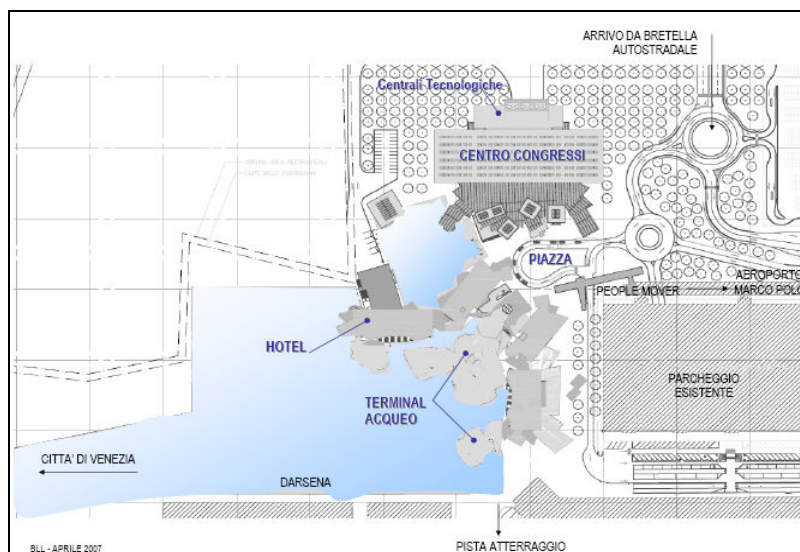 ARRIVO DA BRETELLA
AUTOSTRADALE
Centrali Tecnologiche
CENTRO CONGRESSI
PIAZZA
AEROPORTO
PEOPLE MOVER
MARCO POLO
HOTEL
PARCHEGGIO
ESISTENTE
TERMINAL
ACQUEO
CITTA' DI VENEZIA
DARSENA
BLL - APRILE 2007
PISTA ATTERRAGGIO